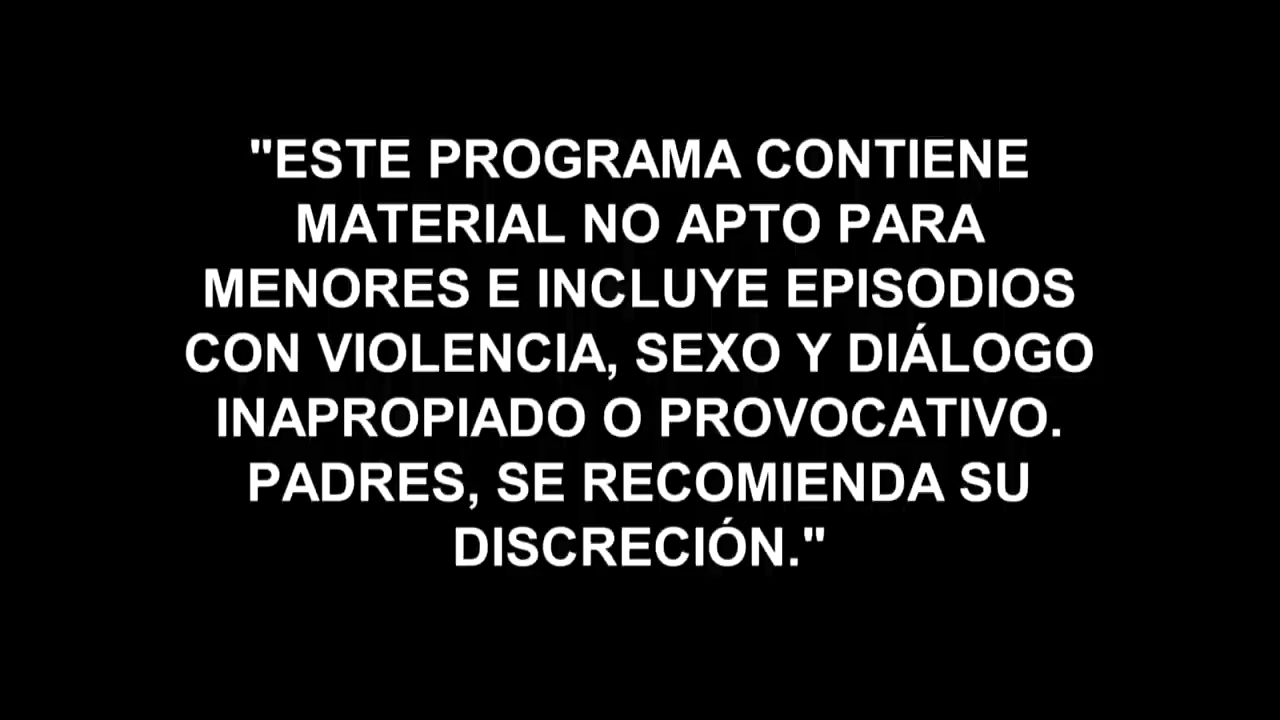 "ESTE PROGRAMA CONTIENE
MATERIAL NO APTO PARA
MENORES E INCLUYE EPISODIOS
CON VIOLENCIA, SEXO Y DIÁLOGO
INAPROPIADO O PROVOCATIVO.
PADRES, SE RECOMIENDA SU
DISCRECIÓN."